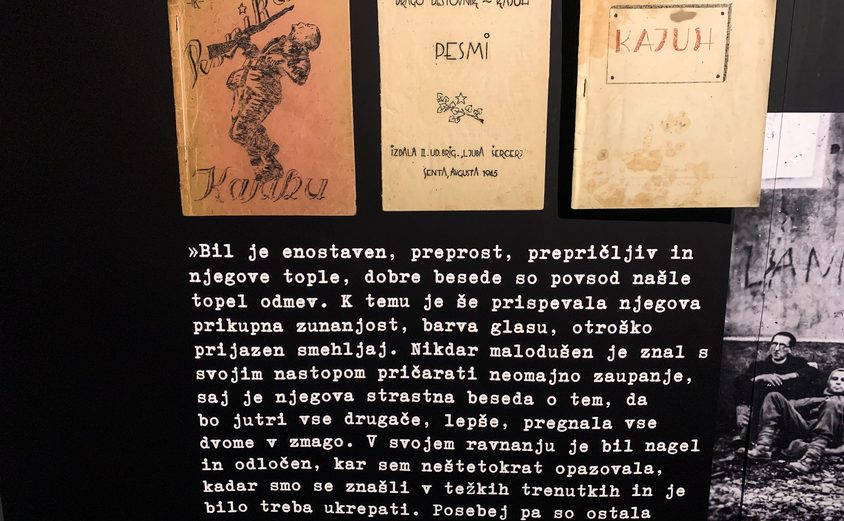 Kajuhu
DRAGO DESTOVNIK ~ KAJUH
PESMI
IZDALA II. UD. BRIG. „LJUBA ŠERCERJ
ŠENTA, AVGUSTA 1945
KAJUH
»Bil je enostaven, preprost, prepričljiv in
njegove tople, dobre besede so povsod našle
topel odmev. K temu je še prispevala njegova
prikupna zunanjost, barva glasu, otroško
prijazen smehljaj. Nikdar malodušen je znal s
svojim nastopom pričarati neomajno zaupanje,
saj je njegova strastna beseda o tem, da
bo jutri vse drugače, lepše, pregnala vse
dvome v zmago. V svojem ravnanju je bil nagel
in odločen, kar sem neštetokrat opazovala,
kadar smo se znašli v težkih trenutkih in je
bilo treba ukrepati. Posebej pa so ostala